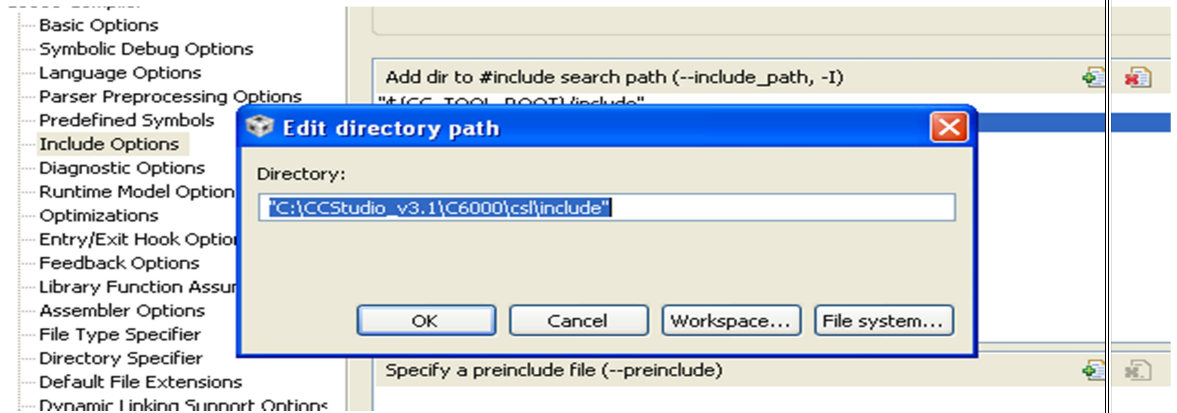 Basic Options
Symbolic Debug Options
Language Options
Parser Preprocessing Options
Predefined Symbols
Include Options
Diagnostic Options
Runtime Model Option
Optimizations
Entry/Exit Hook Option
Feedback Options
Library Function Assur
Assembler Options
File Type Specifier
Directory Specifier
Default File Extensions
Dynamic Linking Support Options
Add dir to #include search path (--include_path, -I)
"${CG_TOOL_ROOT}/include"
Edit directory path
Directory:
"C:\CCStudio_v3.1\C6000\csl\include"
OK Cancel Workspace... File system...
Specify a preinclude file (--preinclude)